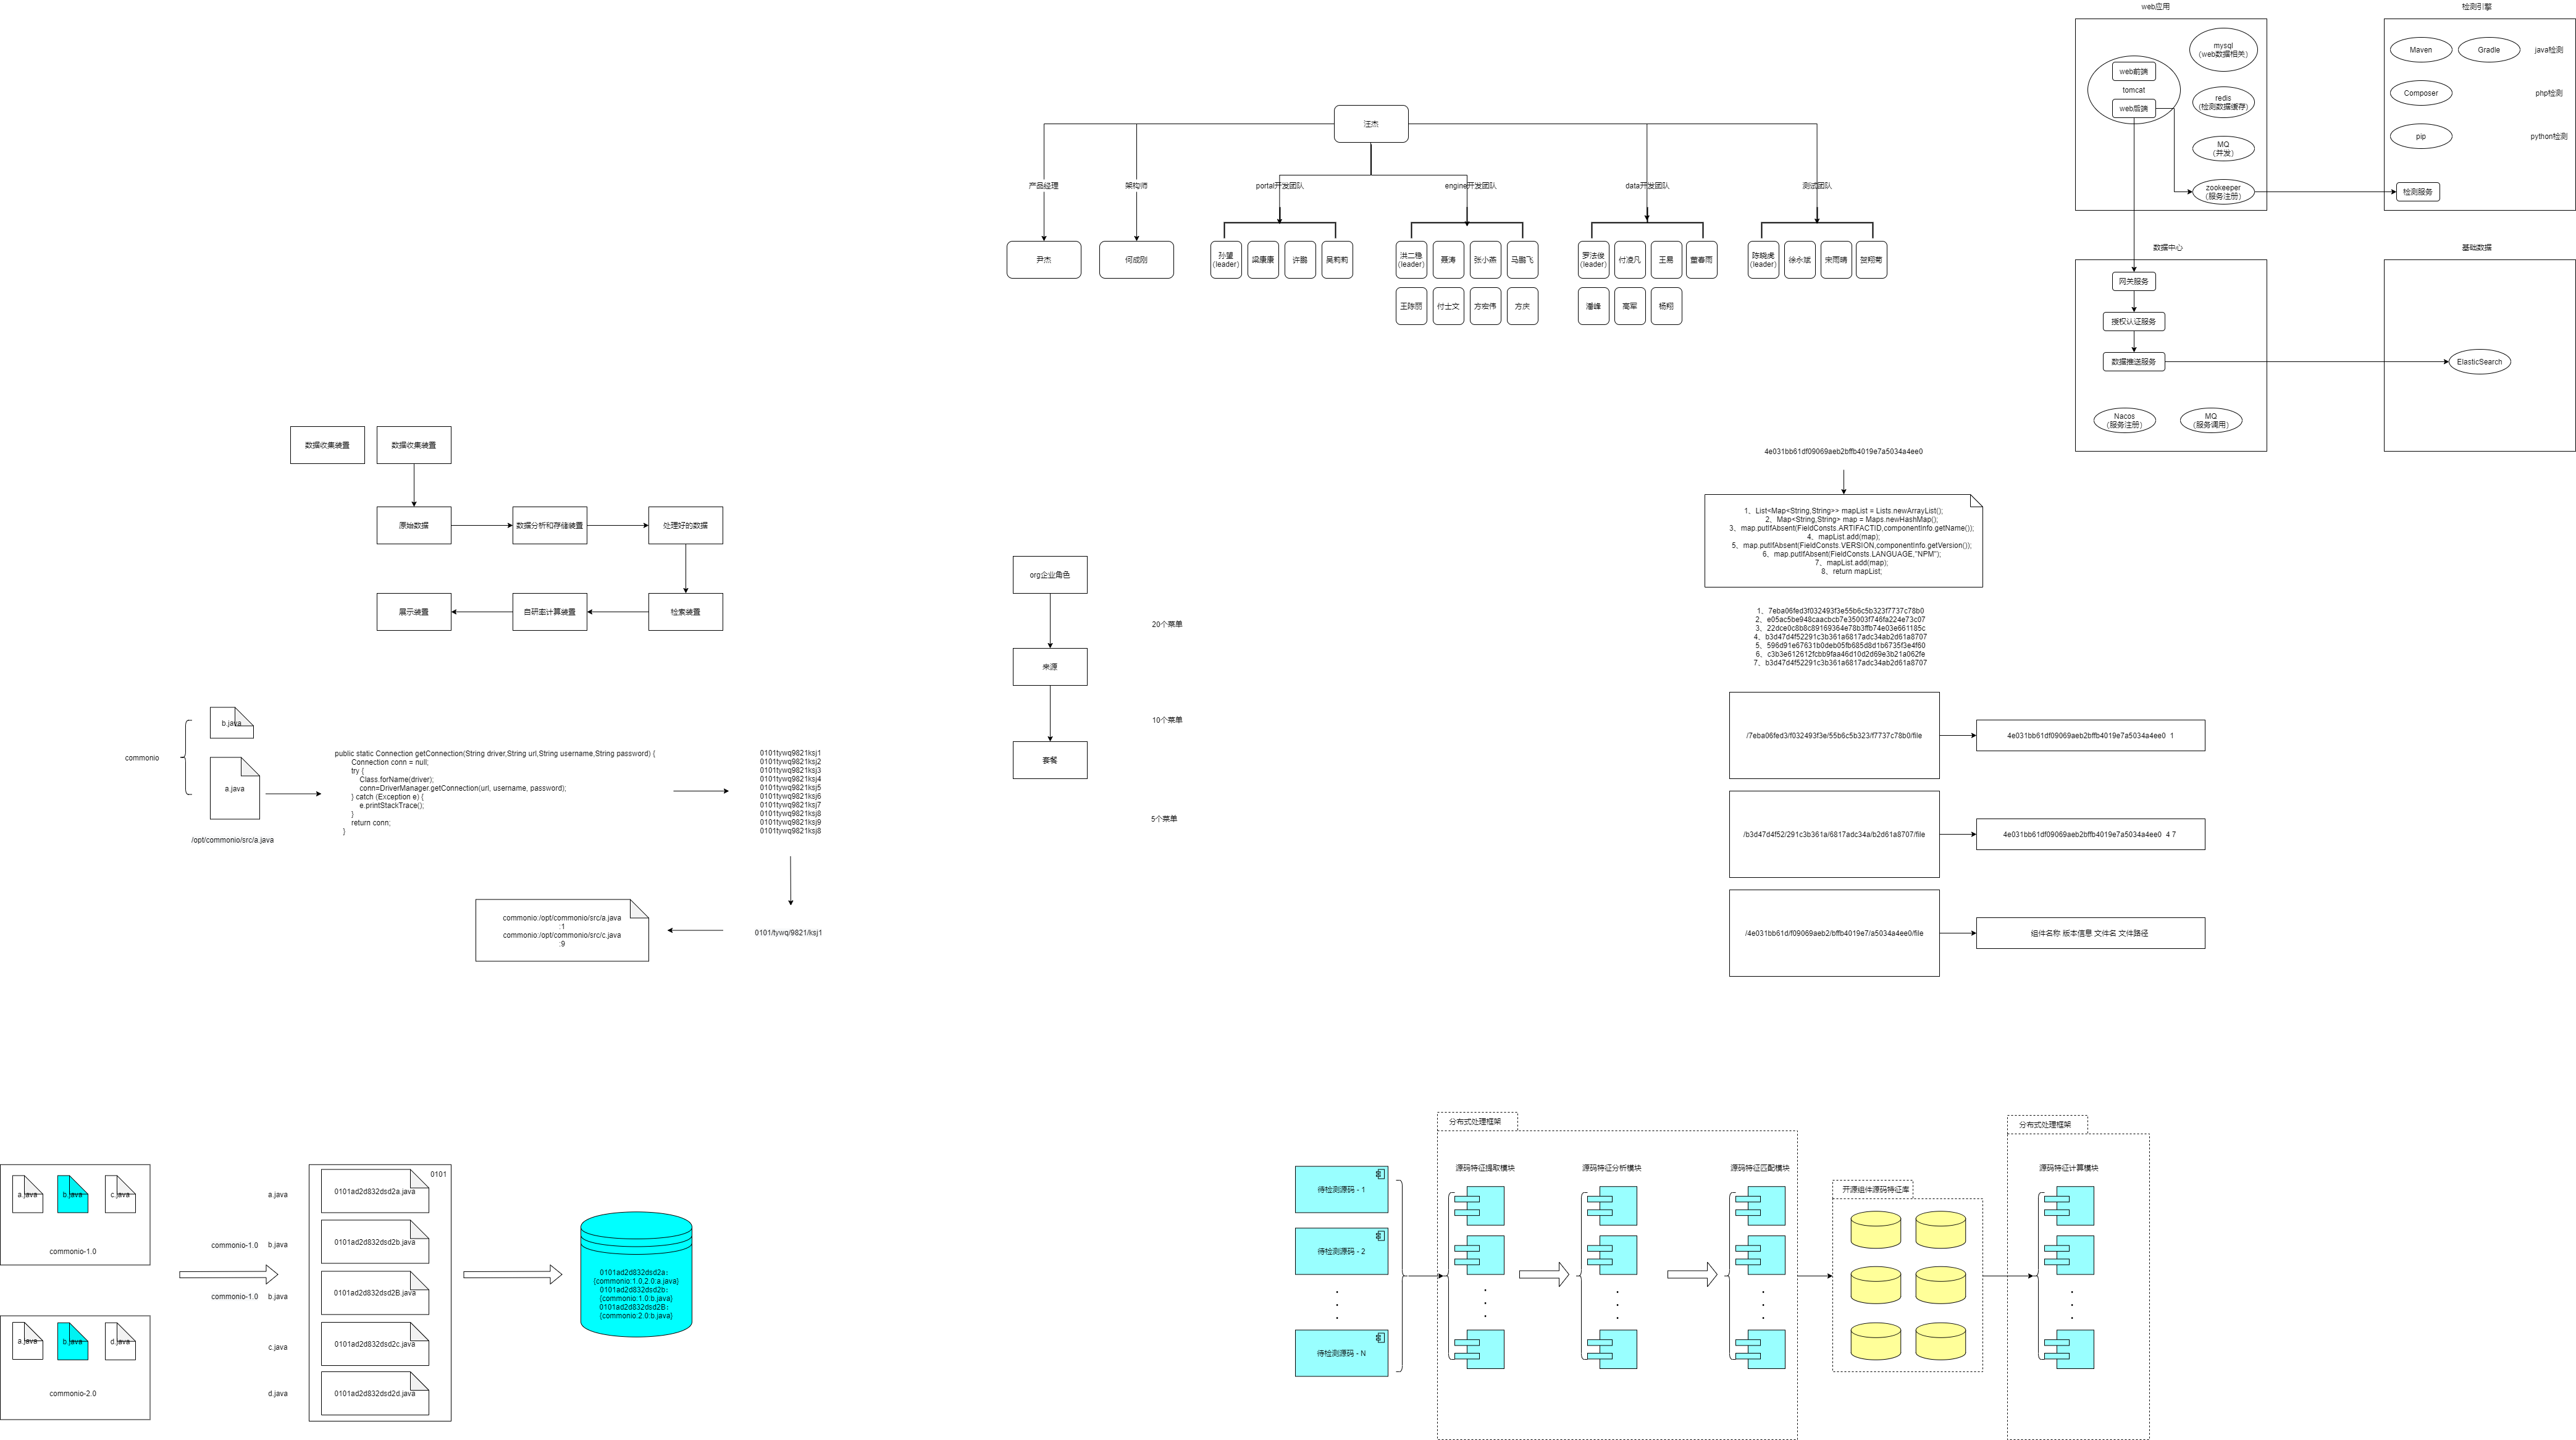 web应用
检测引擎
mysql
(web数据相关)
web前端
tomcat
web后端
redis
(检测数据缓存)
MQ
(并发)
zookeeper
(服务注册)
Maven
Gradle
java检测
Composer
php检测
pip
python检测
检测服务
汪杰
产品经理
架构师
portal开发团队
engine开发团队
data开发团队
测试团队
尹杰
何成刚
孙望
(leader)
梁康康
许鹏
吴莉莉
洪二稳
(leader)
聂涛
张小燕
马鹏飞
罗法俊
(leader)
付凌凡
王易
董春雨
陈晓虎
(leader)
徐永斌
宋雨晴
贺翔菊
王陈丽
付士文
方宏伟
方庆
潘峰
高军
杨翔
数据中心
基础数据
网关服务
授权认证服务
数据推送服务
ElasticSearch
Nacos
(服务注册)
MQ
(服务调用)
数据收集装置
数据收集装置
原始数据
数据分析和存储装置
处理好的数据
展示装置
自研率计算装置
检索装置
org企业角色
20个菜单
来源
10个菜单
套餐
5个菜单
4e031bb61df09069aeb2bffb4019e7a5034a4ee0
1、List<Map<String,String>> mapList = Lists.newArrayList();
2、Map<String,String> map = Maps.newHashMap();
3、map.putIfAbsent(FieldConsts.ARTIFACTID,componentInfo.getName());
4、mapList.add(map);
5、map.putIfAbsent(FieldConsts.VERSION,componentInfo.getVersion());
6、map.putIfAbsent(FieldConsts.LANGUAGE,"NPM");
7、mapList.add(map);
8、return mapList;
1、7eba06fed3f032493f3e55b6c5b323f7737c78b0
2、e05ac5be948caacbcb7e35003f746fa224e73c07
3、22dce0c8b8c89169364e78b3ffb74e03e661185c
4、b3d47d4f52291c3b361a6817adc34ab2d61a8707
5、596d91e67631b0deb05fb685d8d1b6735f3e4f60
6、c3b3e612612fcbb9faa46d10d2d69e3b21a062fe
7、b3d47d4f52291c3b361a6817adc34ab2d61a8707
/7eba06fed3/f032493f3e/55b6c5b323/f7737c78b0/file
4e031bb61df09069aeb2bffb4019e7a5034a4ee0 1
/b3d47d4f52/291c3b361a/6817adc34a/b2d61a8707/file
4e031bb61df09069aeb2bffb4019e7a5034a4ee0 4 7
/4e031bb61d/f09069aeb2/bffb4019e7/a5034a4ee0/file
组件名称 版本信息 文件名 文件路径
b.java
commonio
a.java
/opt/commonio/src/a.java
public static Connection getConnection(String driver,String url,String username,String password) {
Connection conn = null;
try {
Class.forName(driver);
conn=DriverManager.getConnection(url, username, password);
} catch (Exception e) {
e.printStackTrace();
}
return conn;
}
0101tywq9821ksj1
0101tywq9821ksj2
0101tywq9821ksj3
0101tywq9821ksj4
0101tywq9821ksj5
0101tywq9821ksj6
0101tywq9821ksj7
0101tywq9821ksj8
0101tywq9821ksj9
0101tywq9821ksj8
commonio:/opt/commonio/src/a.java
:1
commonio:/opt/commonio/src/c.java
:9
0101/tywq/9821/ksj1
a.java
b.java
c.java
commonio-1.0
a.java
b.java
d.java
commonio-2.0
a.java
commonio-1.0 b.java
commonio-1.0 b.java
c.java
d.java
0101
0101ad2d832dsd2a.java
0101ad2d832dsd2b.java
0101ad2d832dsd2B.java
0101ad2d832dsd2c.java
0101ad2d832dsd2d.java
0101ad2d832dsd2a:
{commonio:1.0,2.0:a.java}
0101ad2d832dsd2b:
{commonio:1.0:b.java}
0101ad2d832dsd2B:
{commonio:2.0:b.java}
待检测源码 - 1
待检测源码 - 2
待检测源码 - N
分布式处理框架
源码特征提取模块
源码特征分析模块
源码特征匹配模块
开源组件源码特征库
分布式处理框架
源码特征计算模块